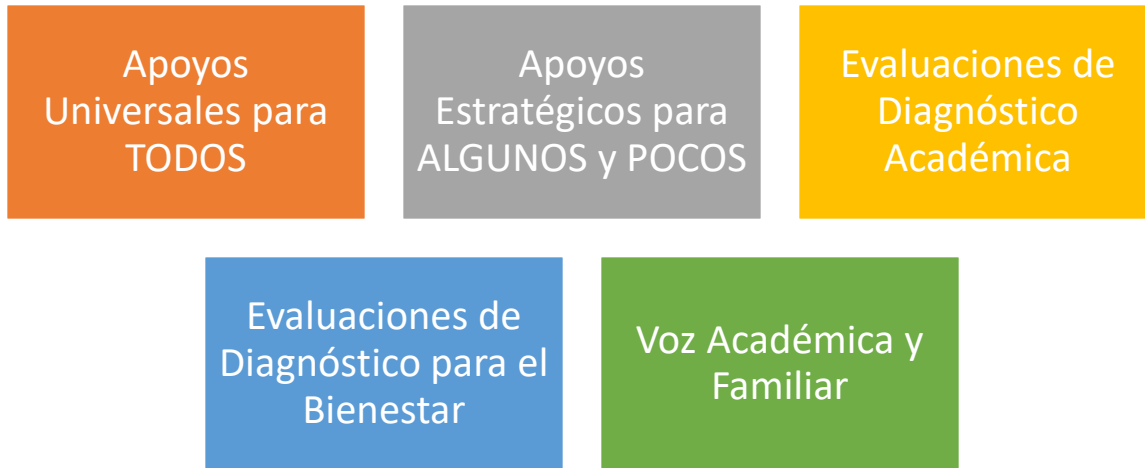 Apoyos
Universales para
TODOS
Apoyos
Estratégicos para
ALGUNOS y POCOS
Evaluaciones de
Diagnóstico
Académica
Evaluaciones de
Diagnóstico para el
Bienestar
Voz Académica y
Familiar